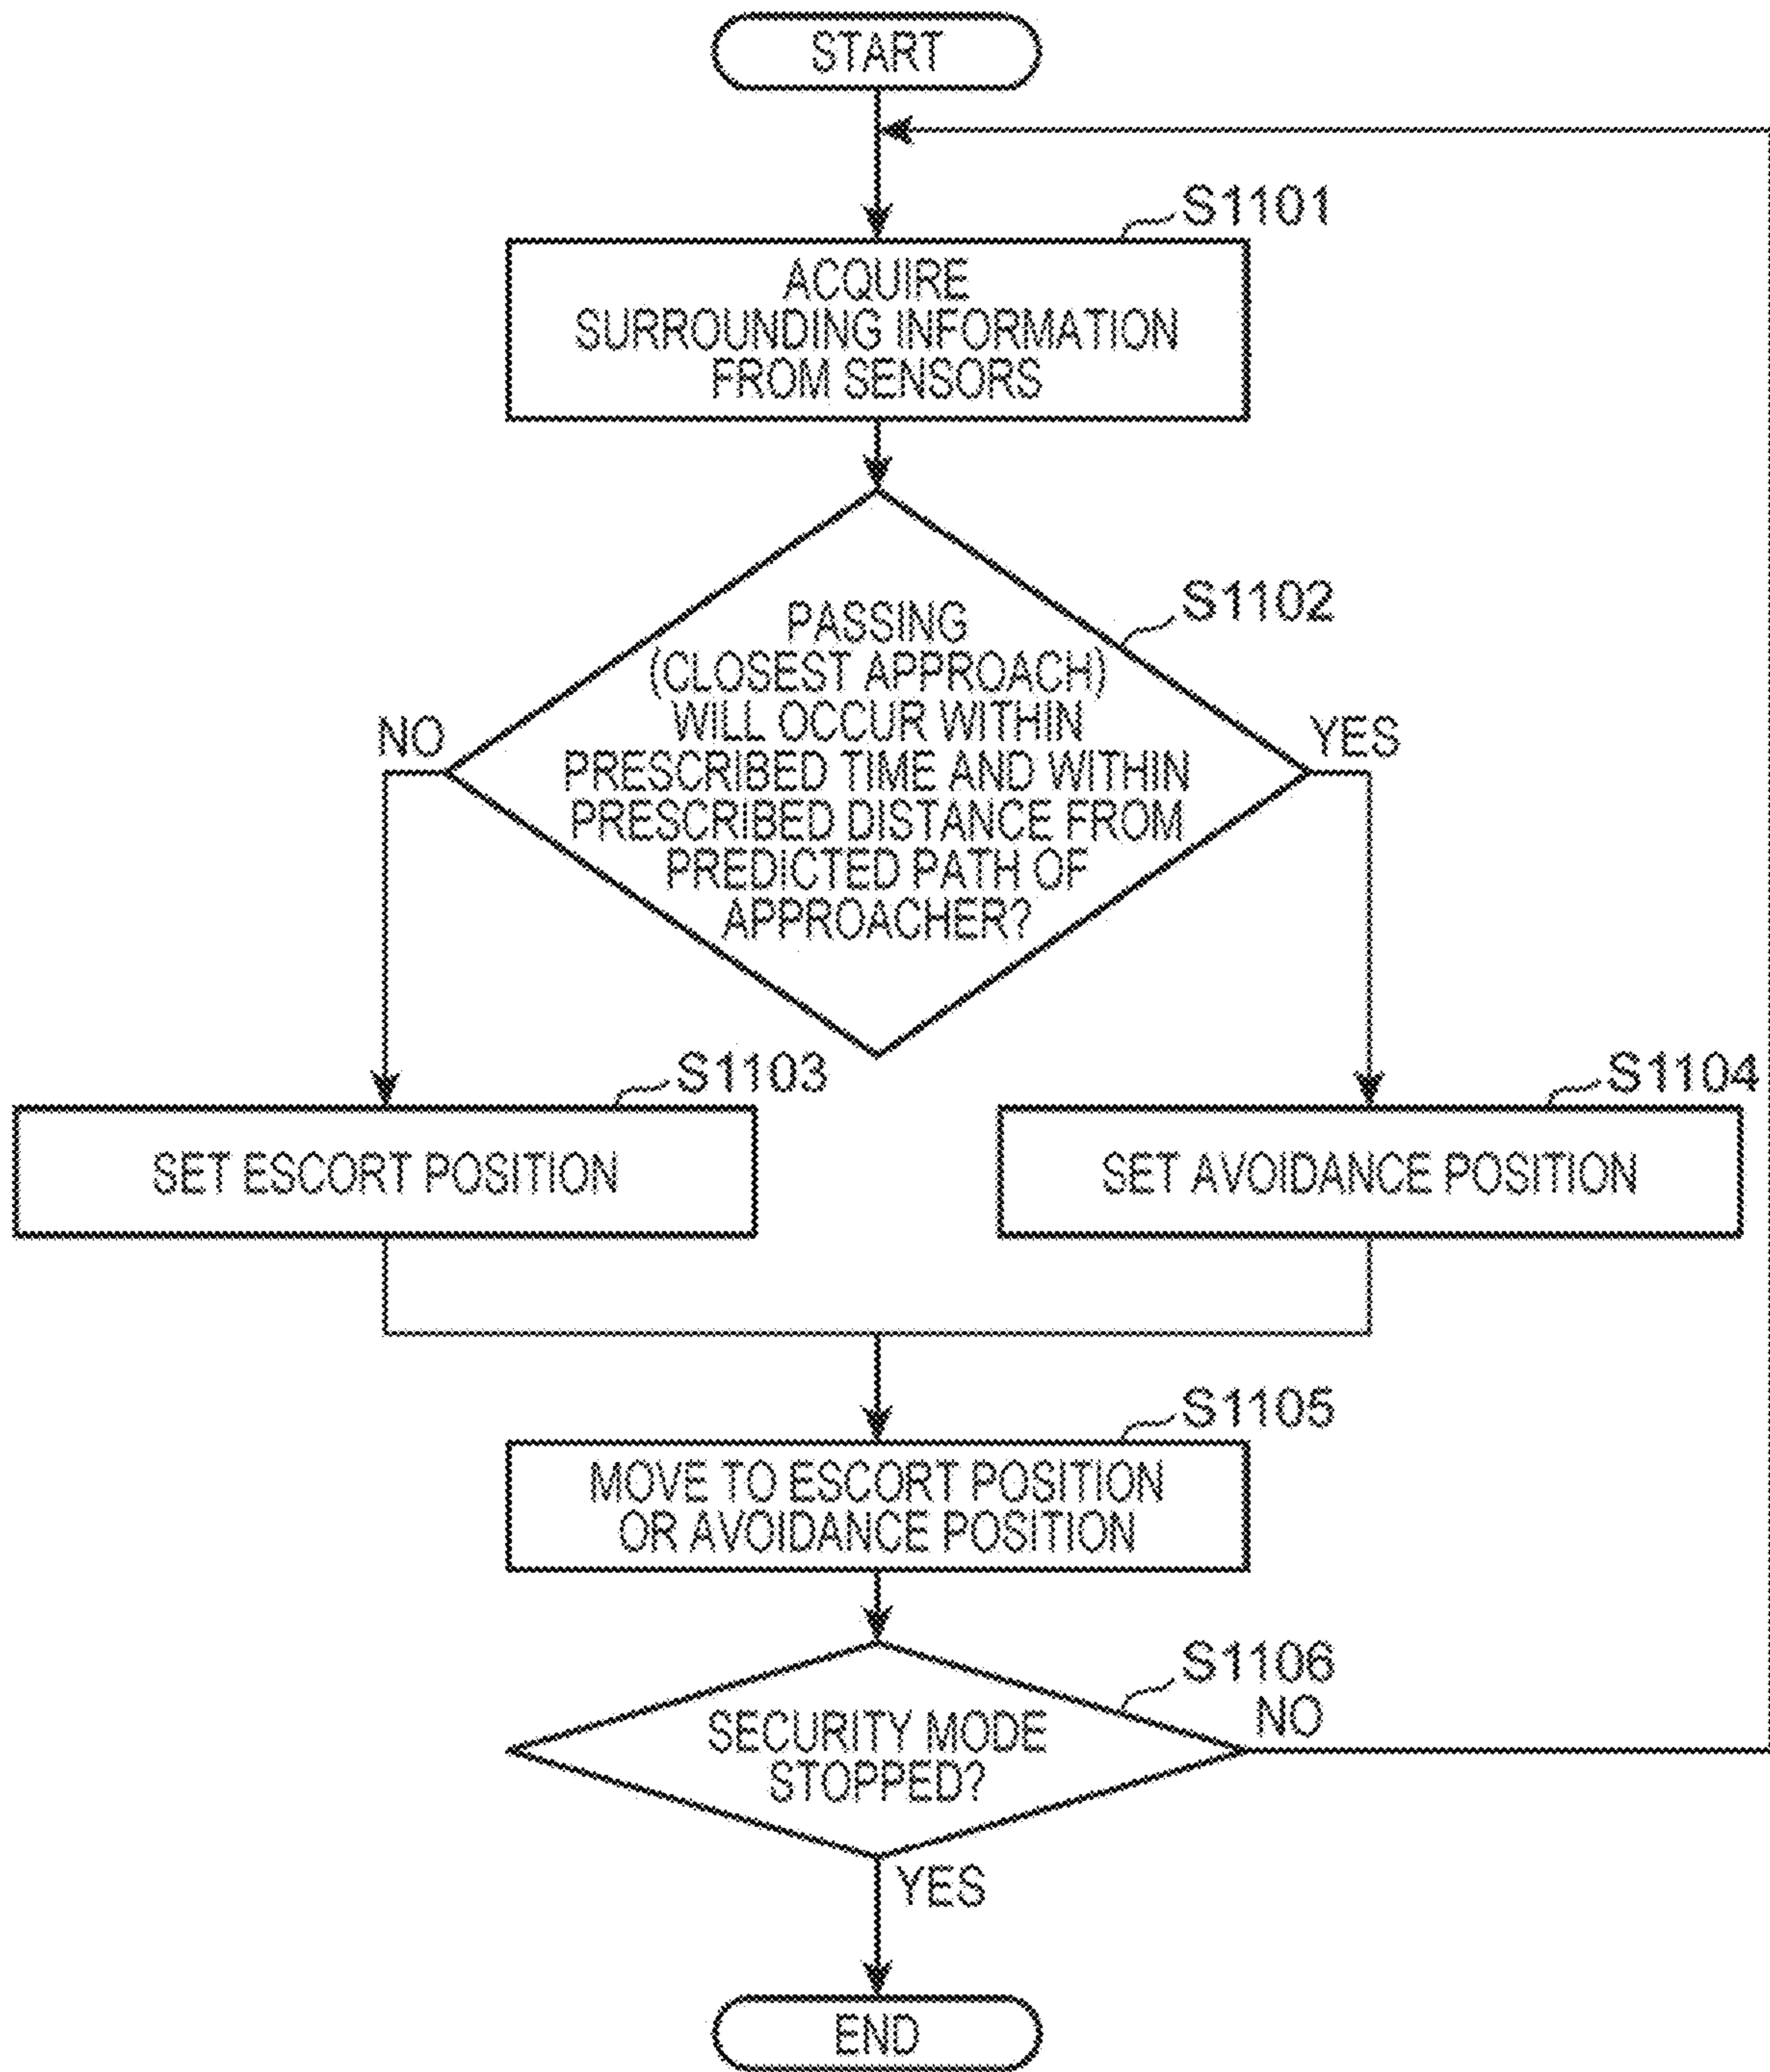 START
S1101
ACQUIRE
SURROUNDING INFORMATION
FROM SENSORS
S1102
PASSING
(CLOSEST APPROACH)
WILL OCCUR WITHIN
PRESCRIBED TIME AND WITHIN
PRESCRIBED DISTANCE FROM
PREDICTED PATH OF
APPROACHER?
NO
YES
S1103
SET ESCORT POSITION
S1104
SET AVOIDANCE POSITION
S1105
MOVE TO ESCORT POSITION
OR AVOIDANCE POSITION
S1106
SECURITY MODE
STOPPED?
NO
YES
END